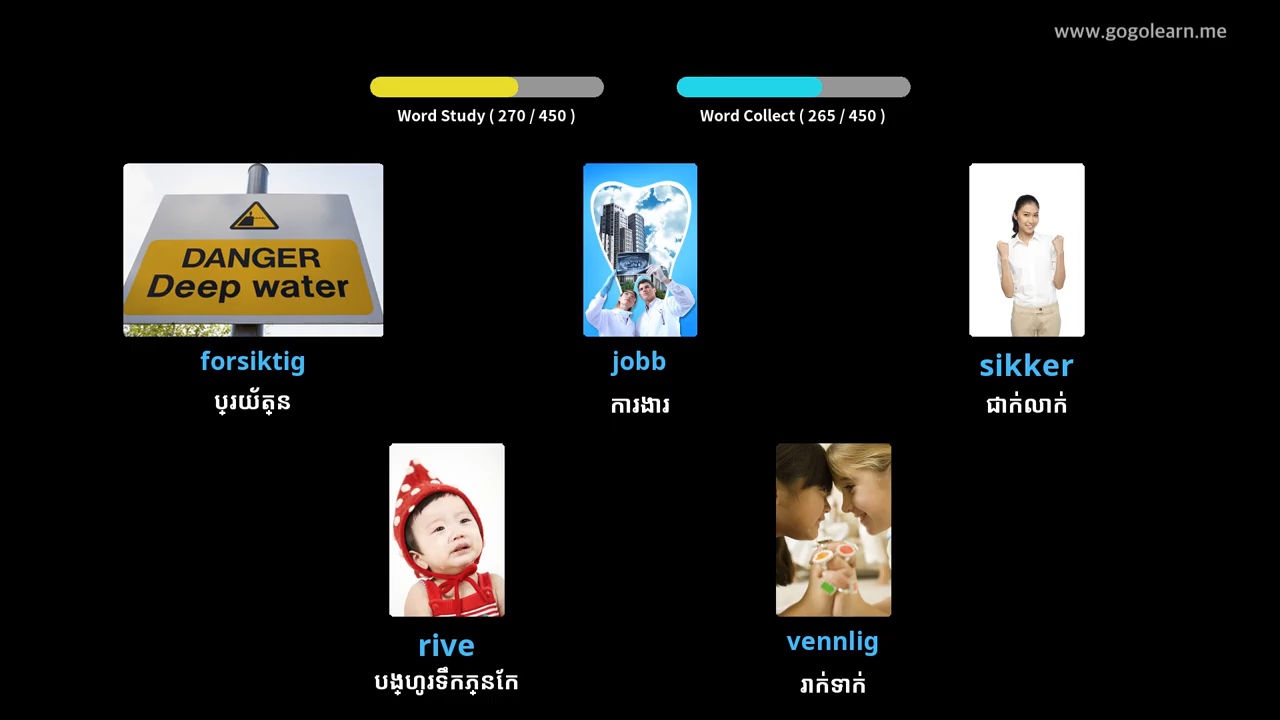 www.gogolearn.me
Word Study ( 270 / 450 )
Word Collect ( 265 / 450 )
DANGER
Deep water
forsiktig
ប្រយ័ត្ន
jobb
ការងារ
sikker
ជាក់លាក់
rive
បង្ហូរទឹកភ្នែក
vennlig
រាក់ទាក់